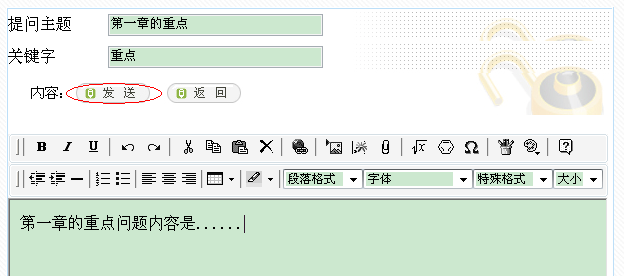 提问主题 第一章的重点
关键字 重点
内容: 发 送 返 回
B I U
段落格式 字体 特殊格式 大小
第一章的重点问题内容是......